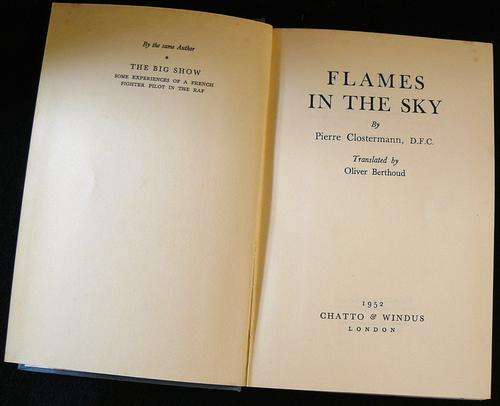 By the same Author
*
THE BIG SHOW
SOME EXPERIENCES OF A FRENCH
FIGHTER PILOT IN THE RAF
FLAMES
IN THE SKY
By
Pierre Clostermann, D.F.C.
Translated by
Oliver Berthoud
1952
CHATTO & WINDUS
LONDON